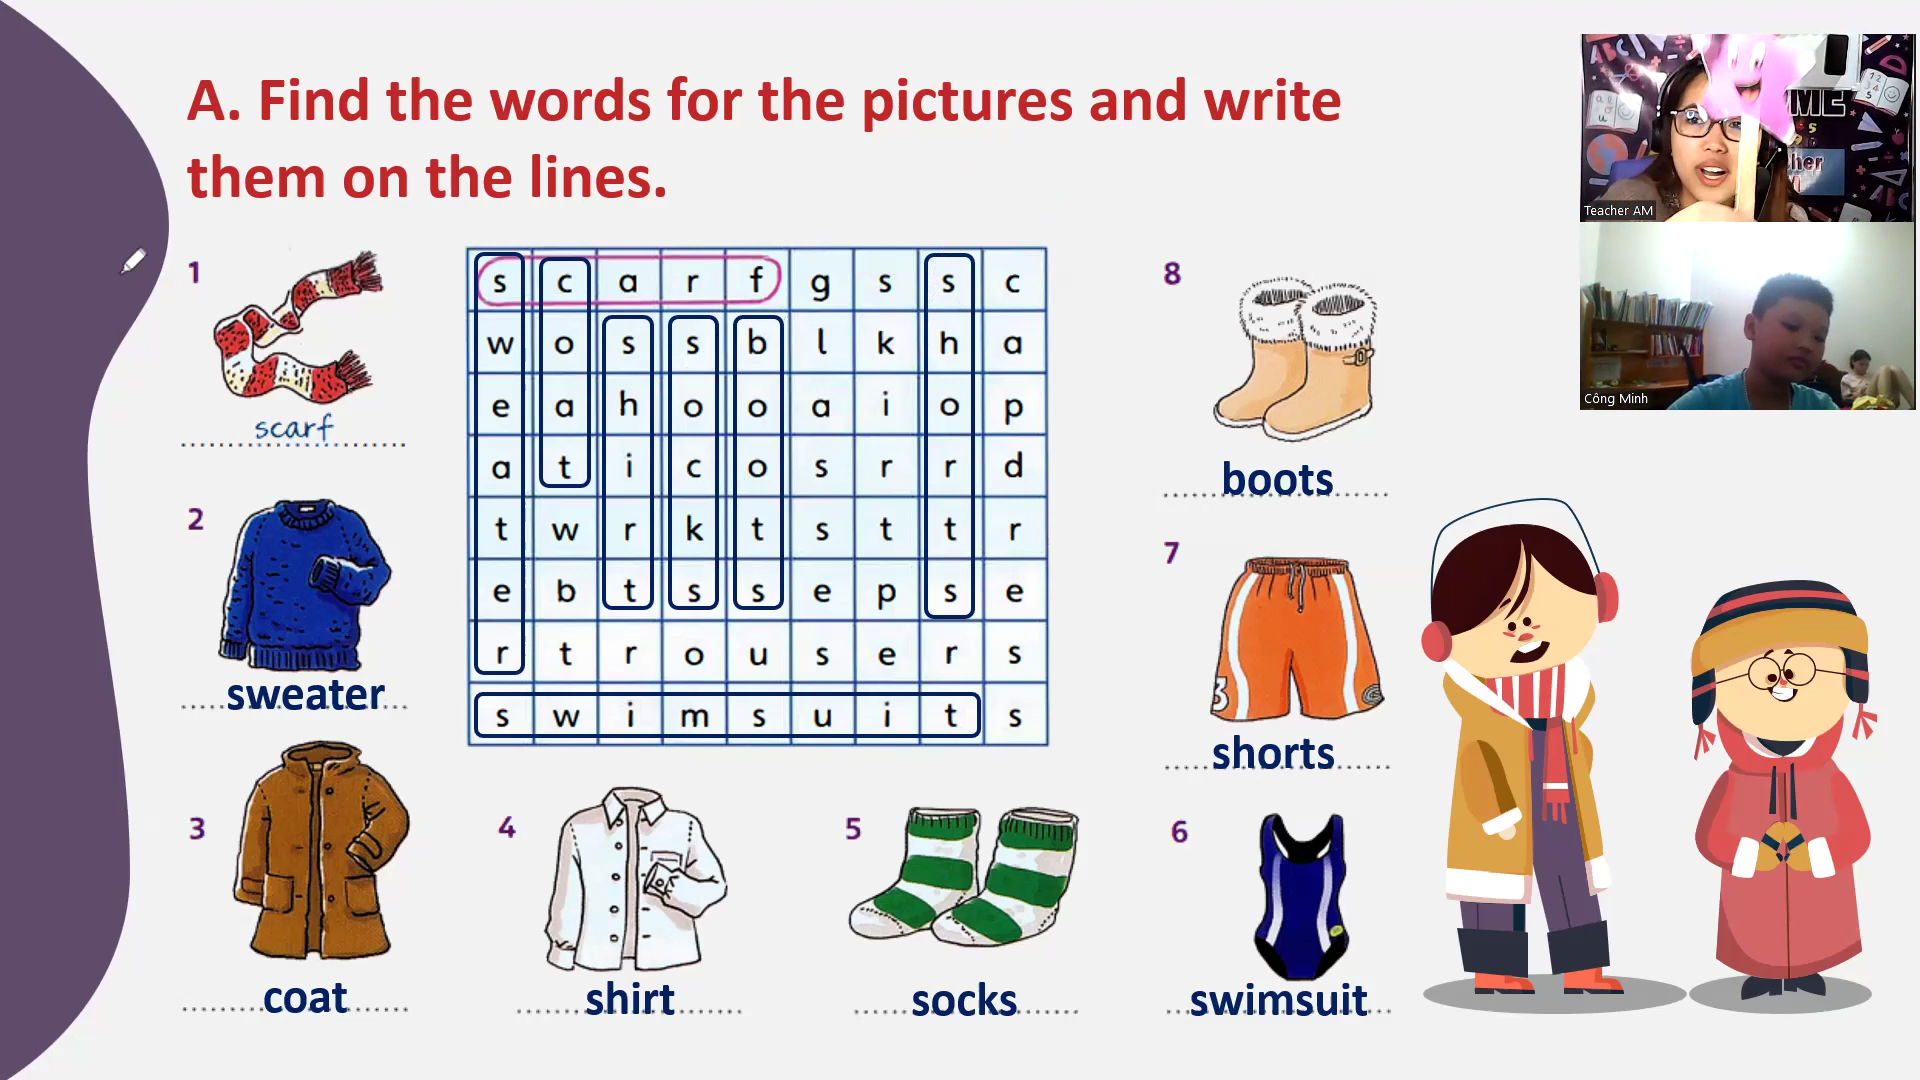 A. Find the words for the pictures and write
them on the lines.
1
scarf
2
sweater
3
coat
s c a r f g s s c
w o s s b l k h a
e a h o o a i o p
a t i c o s r r d
t w r k t s t t r
e b t s s e p s e
r t r o u s e r s
s w i m s u i t s
4
shirt
5
socks
6
swimsuit
8
boots
7
shorts
Teacher AM
Công Minh